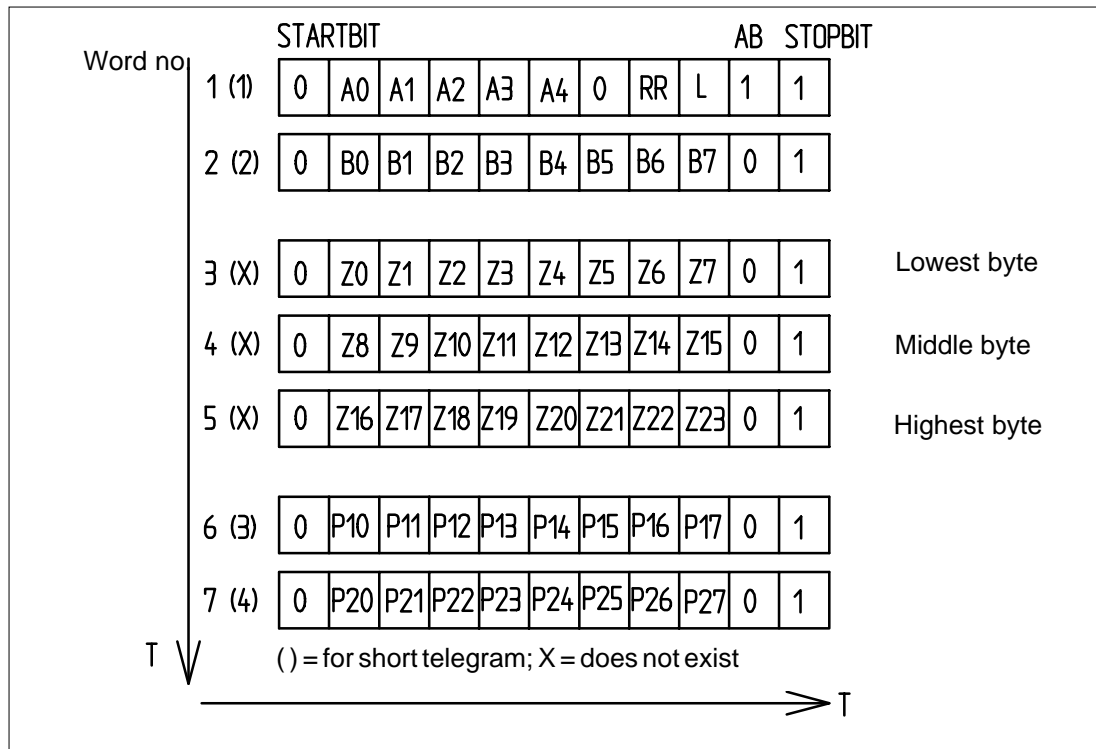 STARTBIT AB STOPBIT
Word no.
1 (1) 0 A0 A1 A2 A3 A4 0 RR L 1 1
2 (2) 0 B0 B1 B2 B3 B4 B5 B6 B7 0 1
3 (X) 0 Z0 Z1 Z2 Z3 Z4 Z5 Z6 Z7 0 1 Lowest byte
4 (X) 0 Z8 Z9 Z10 Z11 Z12 Z13 Z14 Z15 0 1 Middle byte
5 (X) 0 Z16 Z17 Z18 Z19 Z20 Z21 Z22 Z23 0 1 Highest byte
6 (3) 0 P10 P11 P12 P13 P14 P15 P16 P17 0 1
7 (4) 0 P20 P21 P22 P23 P24 P25 P26 P27 0 1
T ( ) = for short telegram; X = does not exist
T